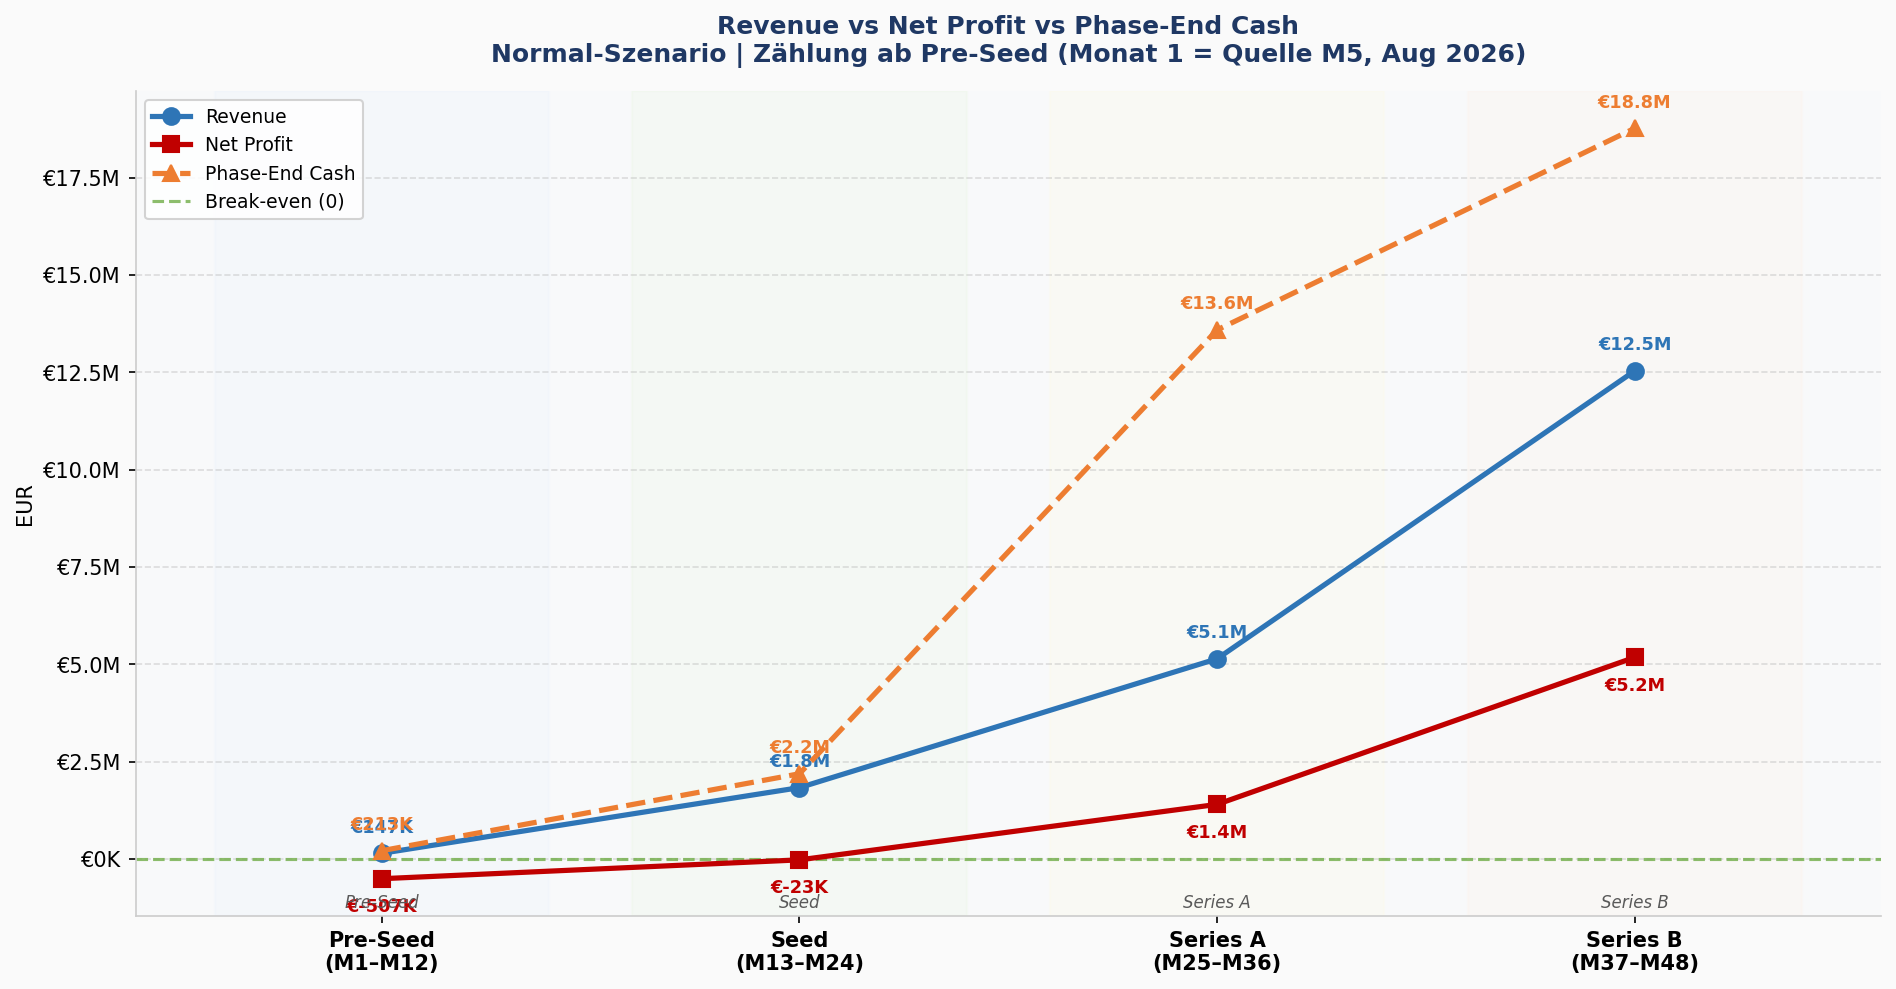 Revenue vs Net Profit vs Phase-End Cash
Normal-Szenario | Zählung ab Pre-Seed (Monat 1 = Quelle M5, Aug 2026)
Revenue
Net Profit
Phase-End Cash
Break-even (0)
EUR
€17.5M
€15.0M
€12.5M
€10.0M
€7.5M
€5.0M
€2.5M
€0K
€18.8M
€13.6M
€12.5M
€5.1M
€5.2M
€2.2M
€1.8M
€1.4M
€213K
€147K
€-23K
€-507K
Pre-Seed
Seed
Series A
Series B
Pre-Seed
(M1–M12)
Seed
(M13–M24)
Series A
(M25–M36)
Series B
(M37–M48)